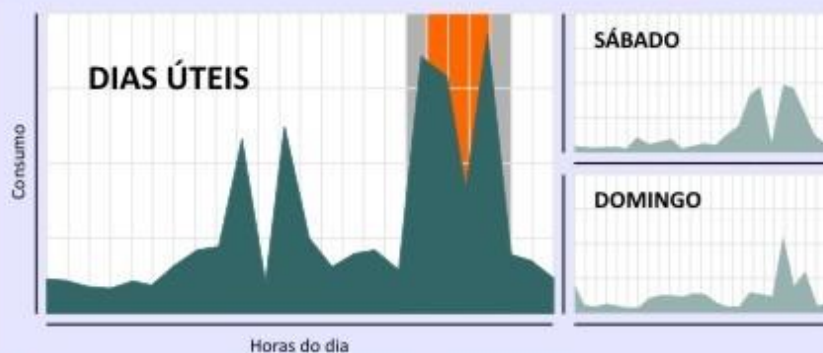 DIAS ÚTEIS
Consumo
Horas do dia
SÁBADO
DOMINGO